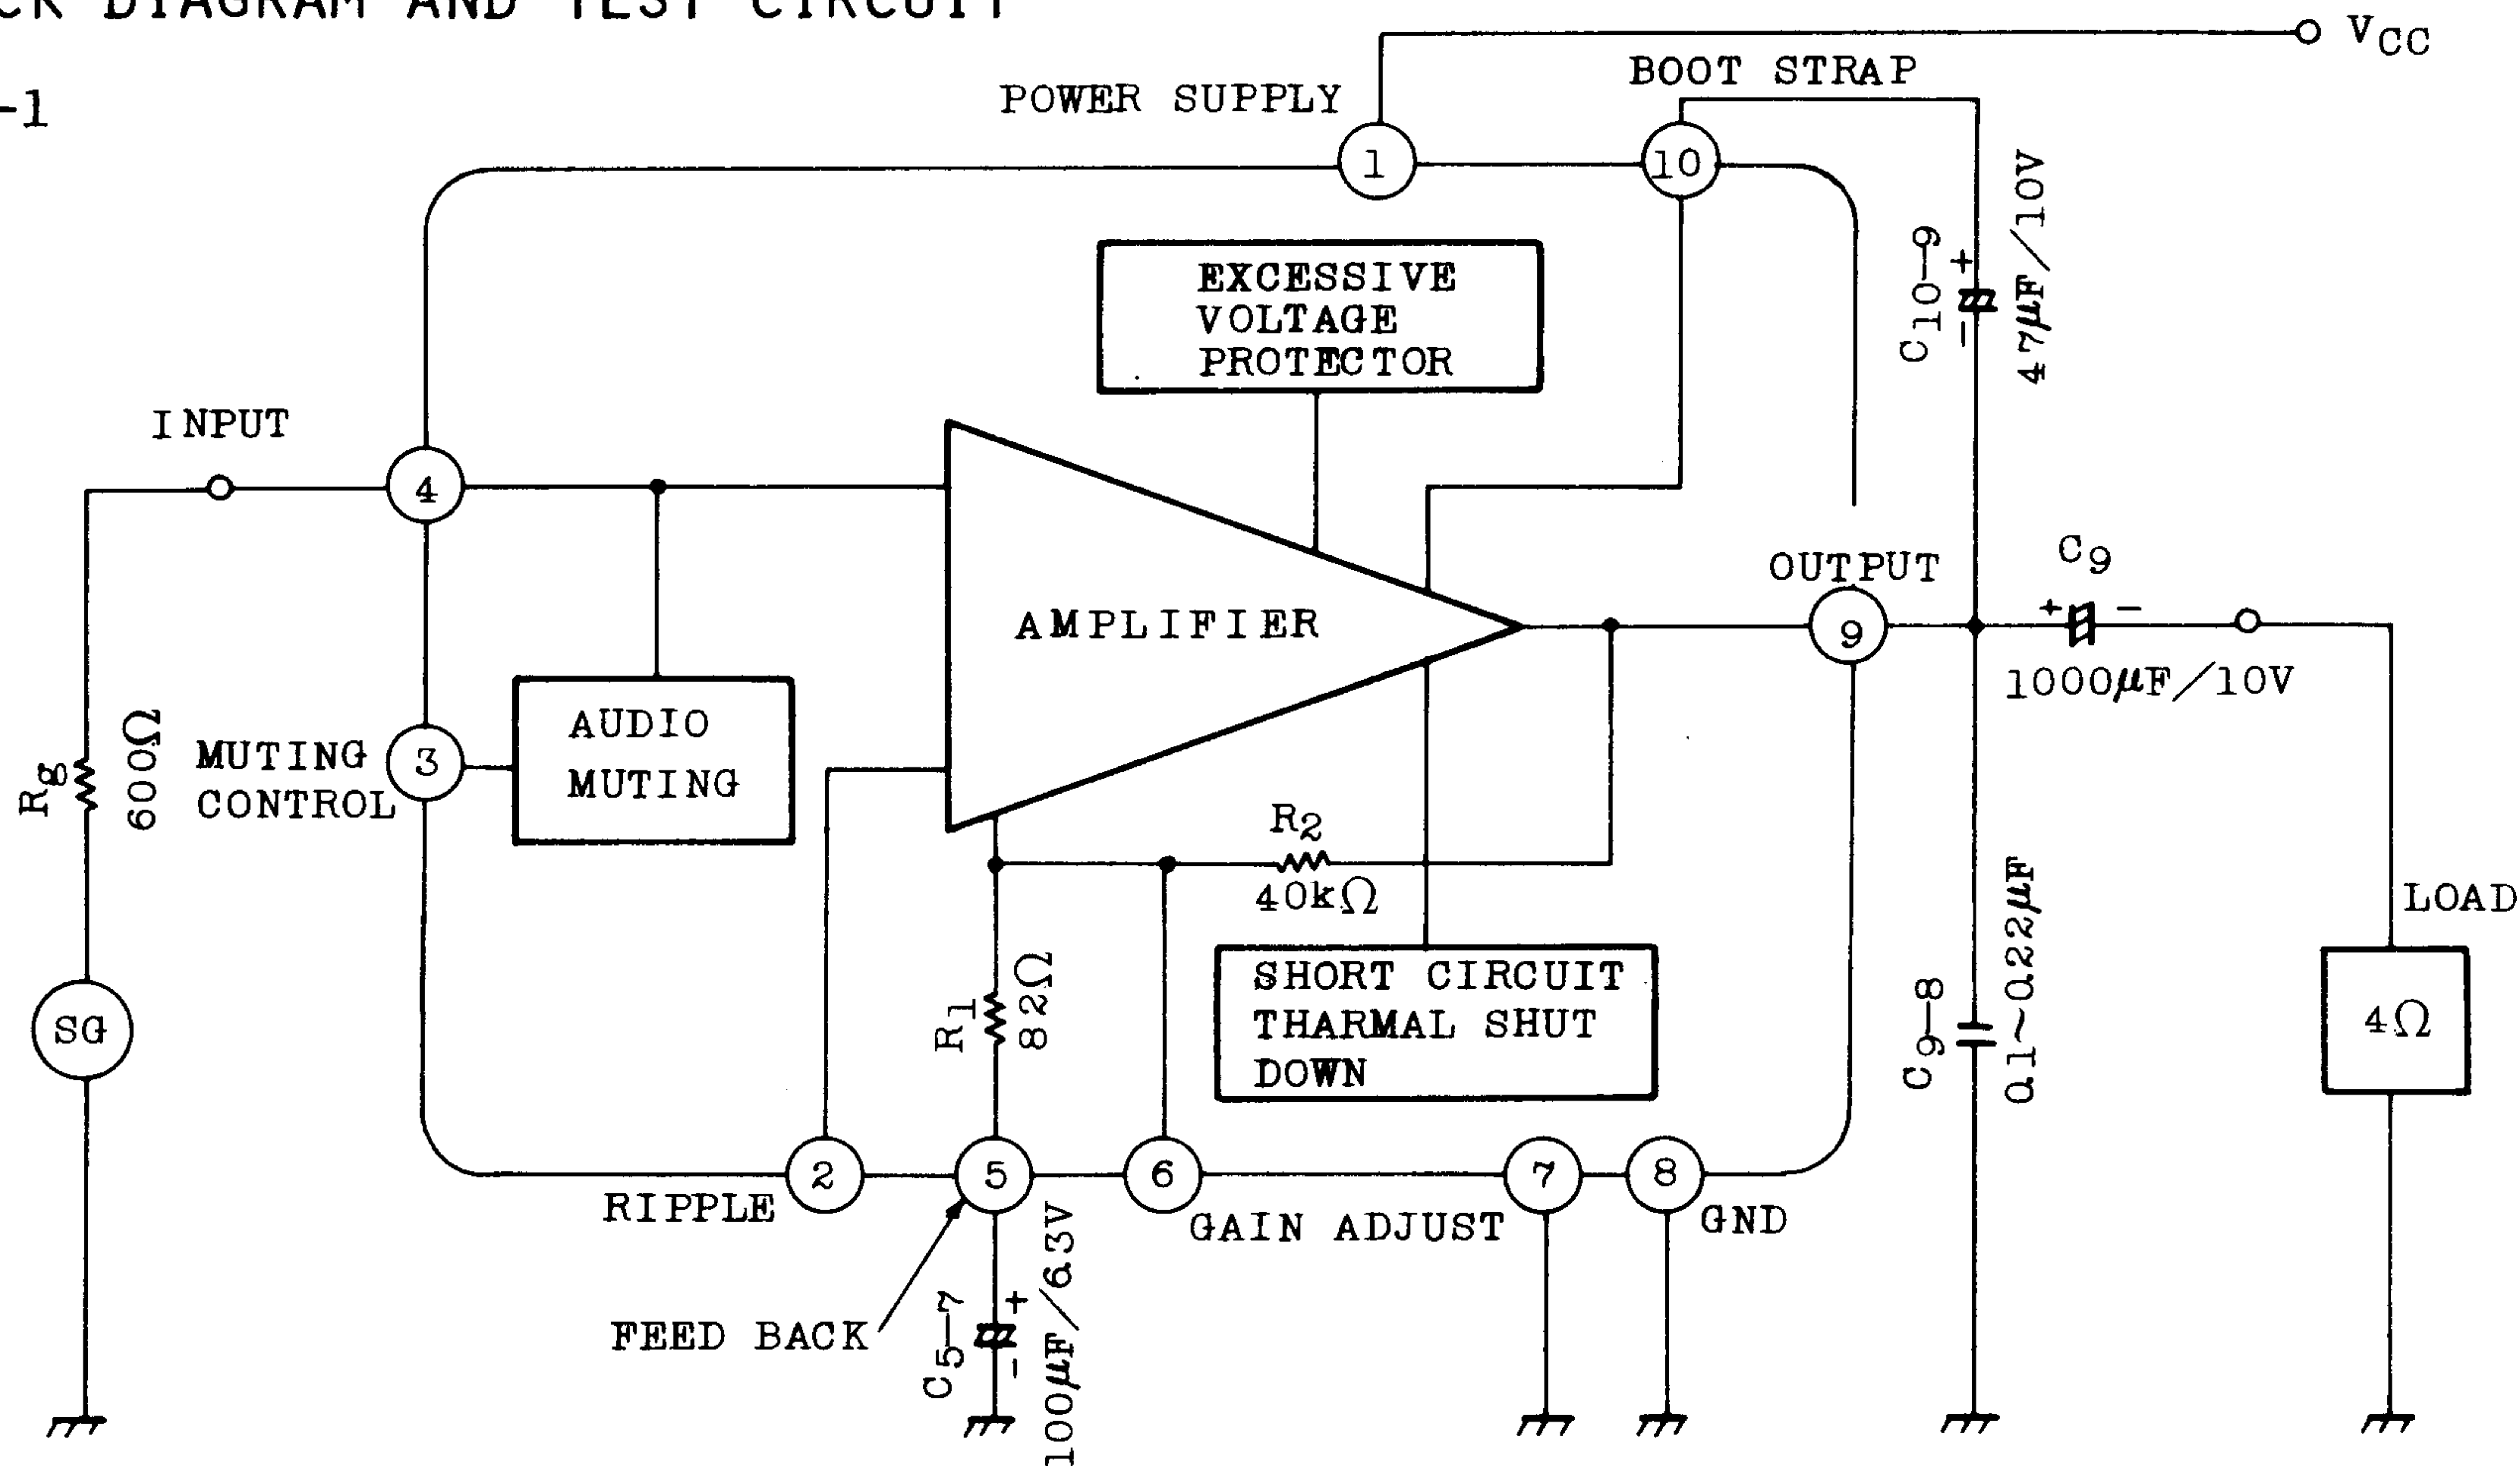 CK DIAGRAM AND TEST CIRCUIT
-1
VCC
POWER SUPPLY
BOOT STRAP
1
10
EXCESSIVE
VOLTAGE
PROTECTOR
C10-9
+
-
47μF/10V
INPUT
4
AMPLIFIER
OUTPUT
9
C9
+ -
1000μF/10V
Rg
600Ω
MUTING
CONTROL
3
AUDIO
MUTING
R2
40kΩ
R1
82Ω
SHORT CIRCUIT
THARMAL SHUT
DOWN
C9-8
0.1~0.22μF
LOAD
4Ω
SG
2
5
6
7
8
RIPPLE
GAIN ADJUST
GND
FEED BACK
C5-7
+
-
100μF/6.3V